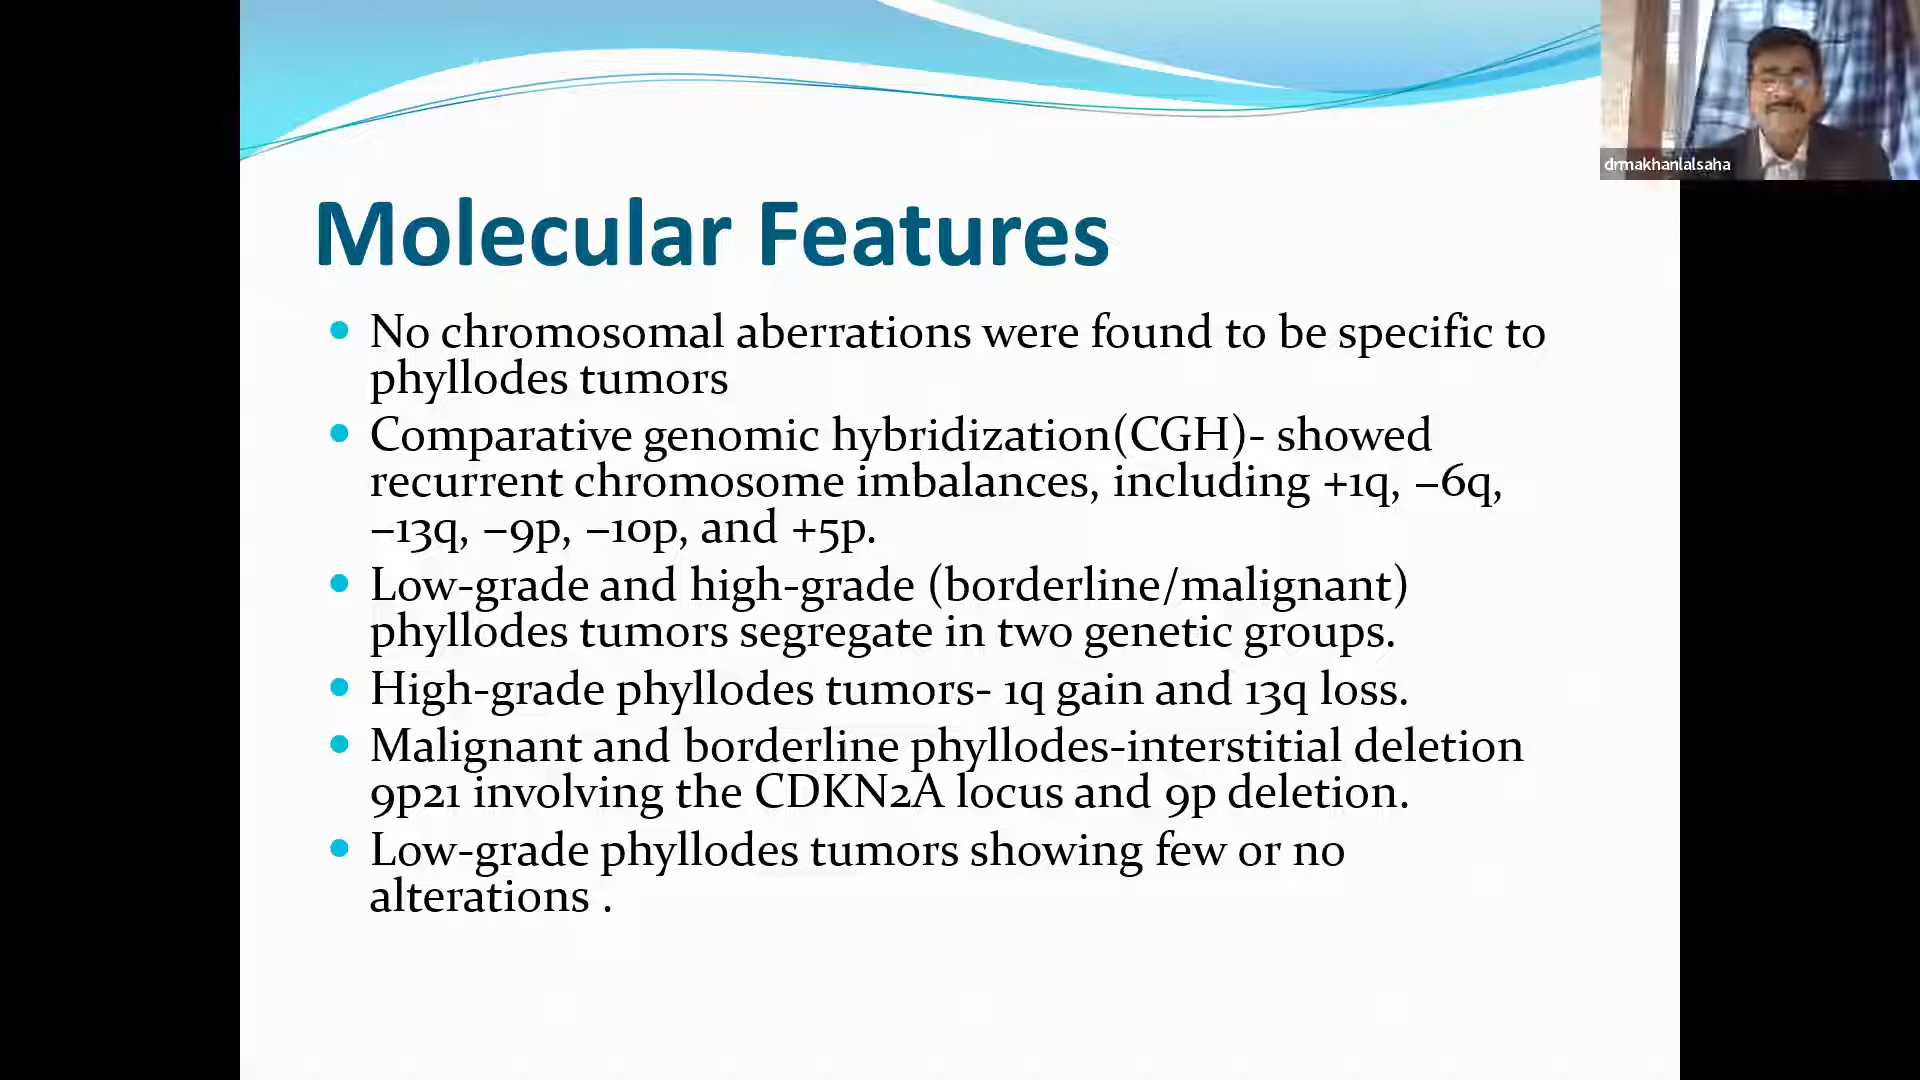 drmakhanlalsaha
Molecular Features
• No chromosomal aberrations were found to be specific to
phyllodes tumors
• Comparative genomic hybridization(CGH)- showed
recurrent chromosome imbalances, including +1q, –6q,
–13q, –9p, –10p, and +5p.
• Low-grade and high-grade (borderline/malignant)
phyllodes tumors segregate in two genetic groups.
• High-grade phyllodes tumors- 1q gain and 13q loss.
• Malignant and borderline phyllodes-interstitial deletion
9p21 involving the CDKN2A locus and 9p deletion.
• Low-grade phyllodes tumors showing few or no
alterations .